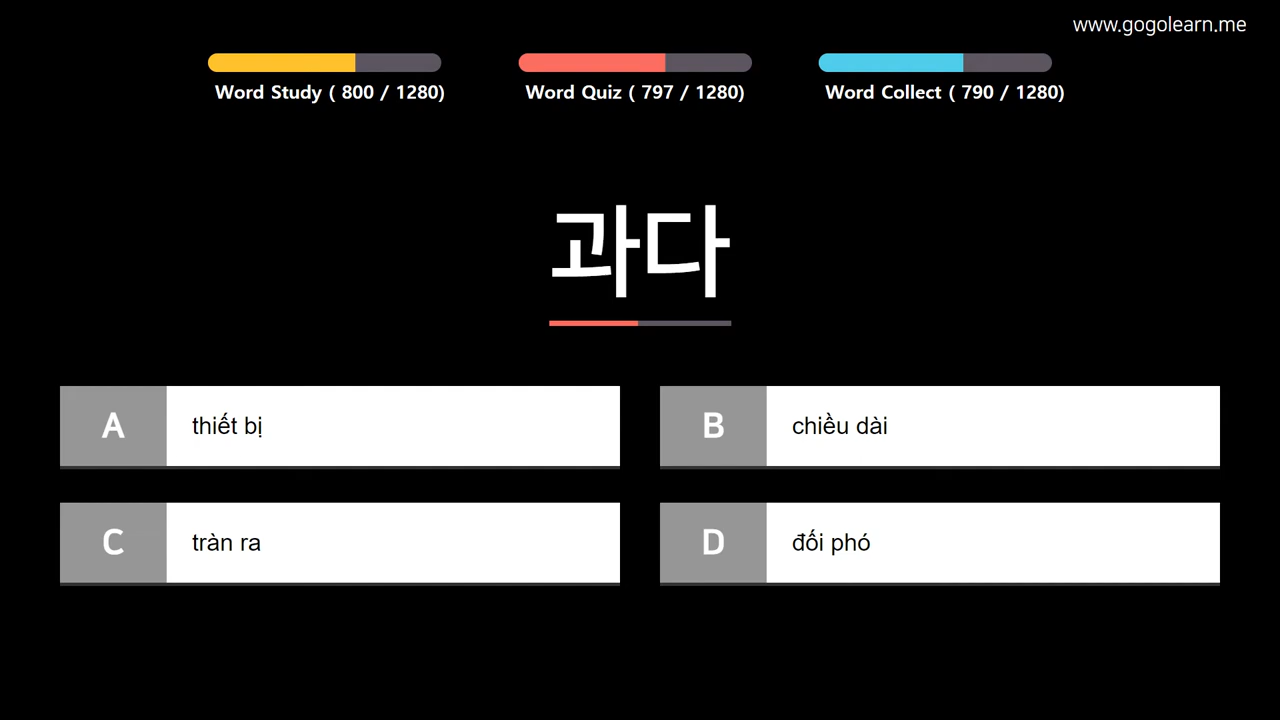 www.gogolearn.me
Word Study ( 800 / 1280)
Word Quiz ( 797 / 1280)
Word Collect ( 790 / 1280)
과다
A thiết bị
B chiều dài
C tràn ra
D đối phó